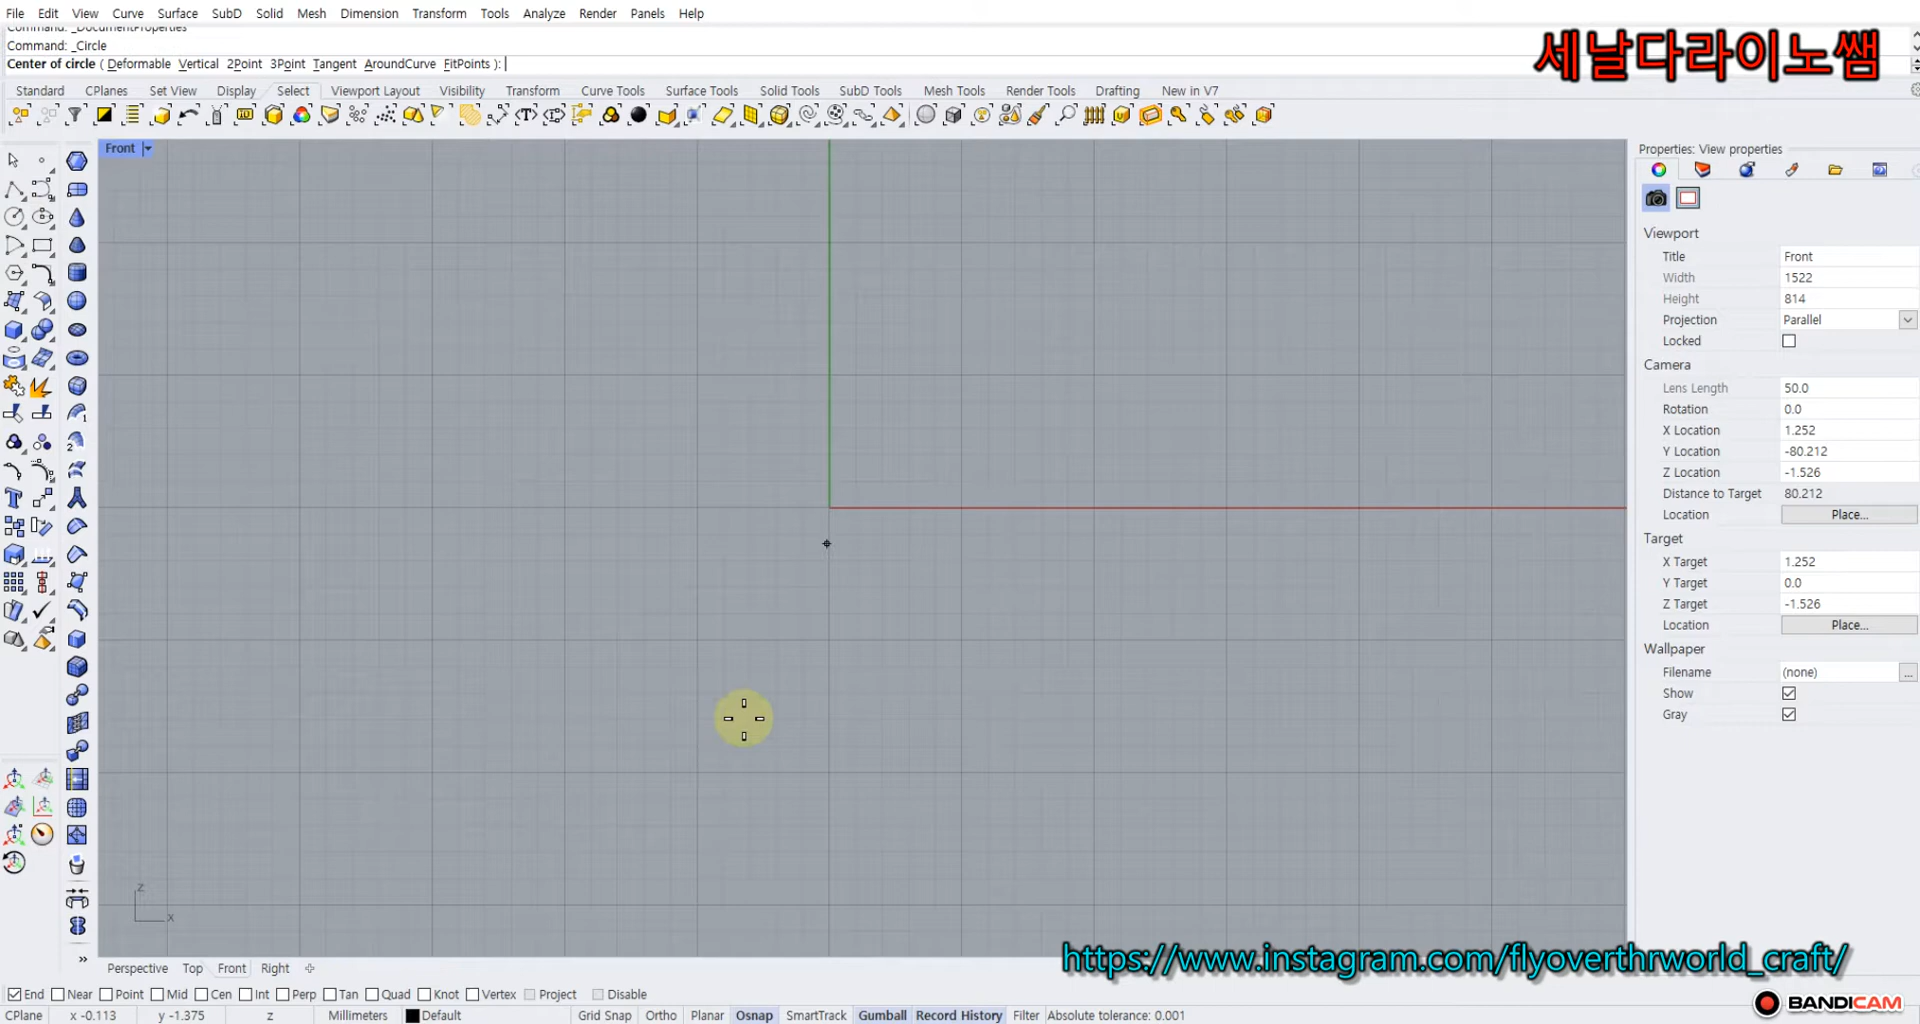 File Edit View Curve Surface SubD Solid Mesh Dimension Transform Tools Analyze Render Panels Help
Command: _DocumentProperties
Command: _Circle
Center of circle ( Deformable Vertical 2Point 3Point Tangent AroundCurve FitPoints ):
세날다라이노쌤
Standard CPlanes Set View Display Select Viewport Layout Visibility Transform Curve Tools Surface Tools Solid Tools SubD Tools Mesh Tools Render Tools Drafting New in V7
Front
Properties: View properties
Viewport
Title Front
Width 1522
Height 814
Projection Parallel
Locked
Camera
Lens Length 50.0
Rotation 0.0
X Location 1.252
Y Location -80.212
Z Location -1.526
Distance to Target 80.212
Location Place...
Target
X Target 1.252
Y Target 0.0
Z Target -1.526
Location Place...
Wallpaper
Filename (none) ...
Show
Gray
z
x
https://www.instagram.com/flyoverthrworld_craft/
Perspective Top Front Right
End Near Point Mid Cen Int Perp Tan Quad Knot Vertex Project Disable
BANDICAM
CPlane x -0.113 y -1.375 z Millimeters Default Grid Snap Ortho Planar Osnap SmartTrack Gumball Record History Filter Absolute tolerance: 0.001